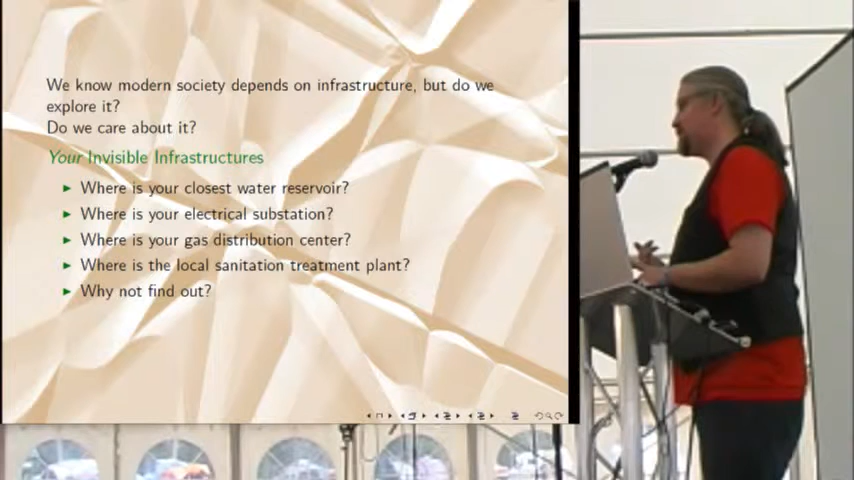 We know modern society depends on infrastructure, but do we
explore it?
Do we care about it?
Your Invisible Infrastructures
Where is your closest water reservoir?
Where is your electrical substation?
Where is your gas distribution center?
Where is the local sanitation treatment plant?
Why not find out?